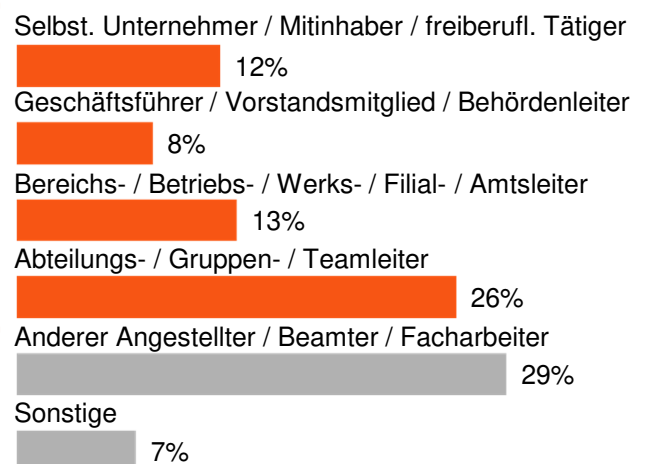 Selbst. Unternehmer / Mitinhaber / freiberufl. Tätiger
12%
Geschäftsführer / Vorstandsmitglied / Behördenleiter
8%
Bereichs- / Betriebs- / Werks- / Filial- / Amtsleiter
13%
Abteilungs- / Gruppen- / Teamleiter
26%
Anderer Angestellter / Beamter / Facharbeiter
29%
Sonstige
7%